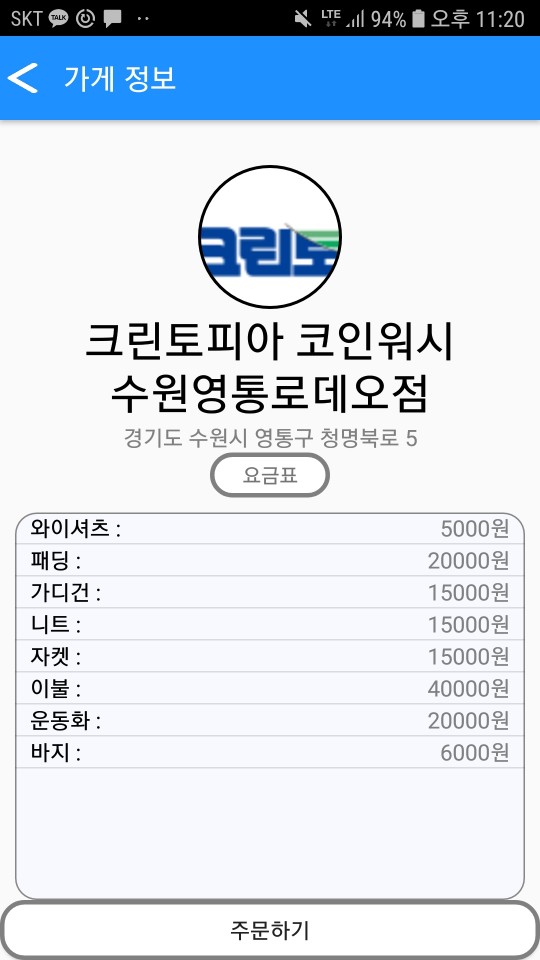 SKT TALK LTE 94% 오후 11:20
가게 정보
크린토
크린토피아 코인워시
수원영통로데오점
경기도 수원시 영통구 청명북로 5
요금표
와이셔츠 : 5000원
패딩 : 20000원
가디건 : 15000원
니트 : 15000원
자켓 : 15000원
이불 : 40000원
운동화 : 20000원
바지 : 6000원
주문하기